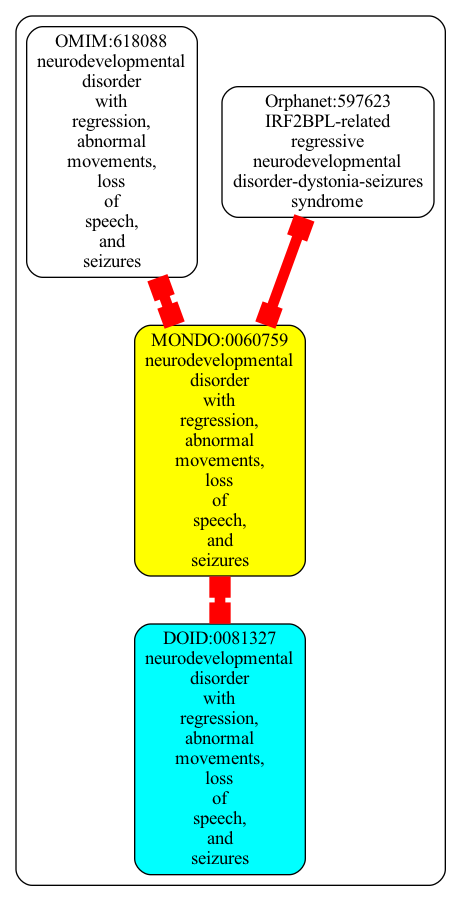 OMIM:618088
neurodevelopmental
disorder
with
regression,
abnormal
movements,
loss
of
speech,
and
seizures
Orphanet:597623
IRF2BPL-related
regressive
neurodevelopmental
disorder-dystonia-seizures
syndrome
MONDO:0060759
neurodevelopmental
disorder
with
regression,
abnormal
movements,
loss
of
speech,
and
seizures
DOID:0081327
neurodevelopmental
disorder
with
regression,
abnormal
movements,
loss
of
speech,
and
seizures